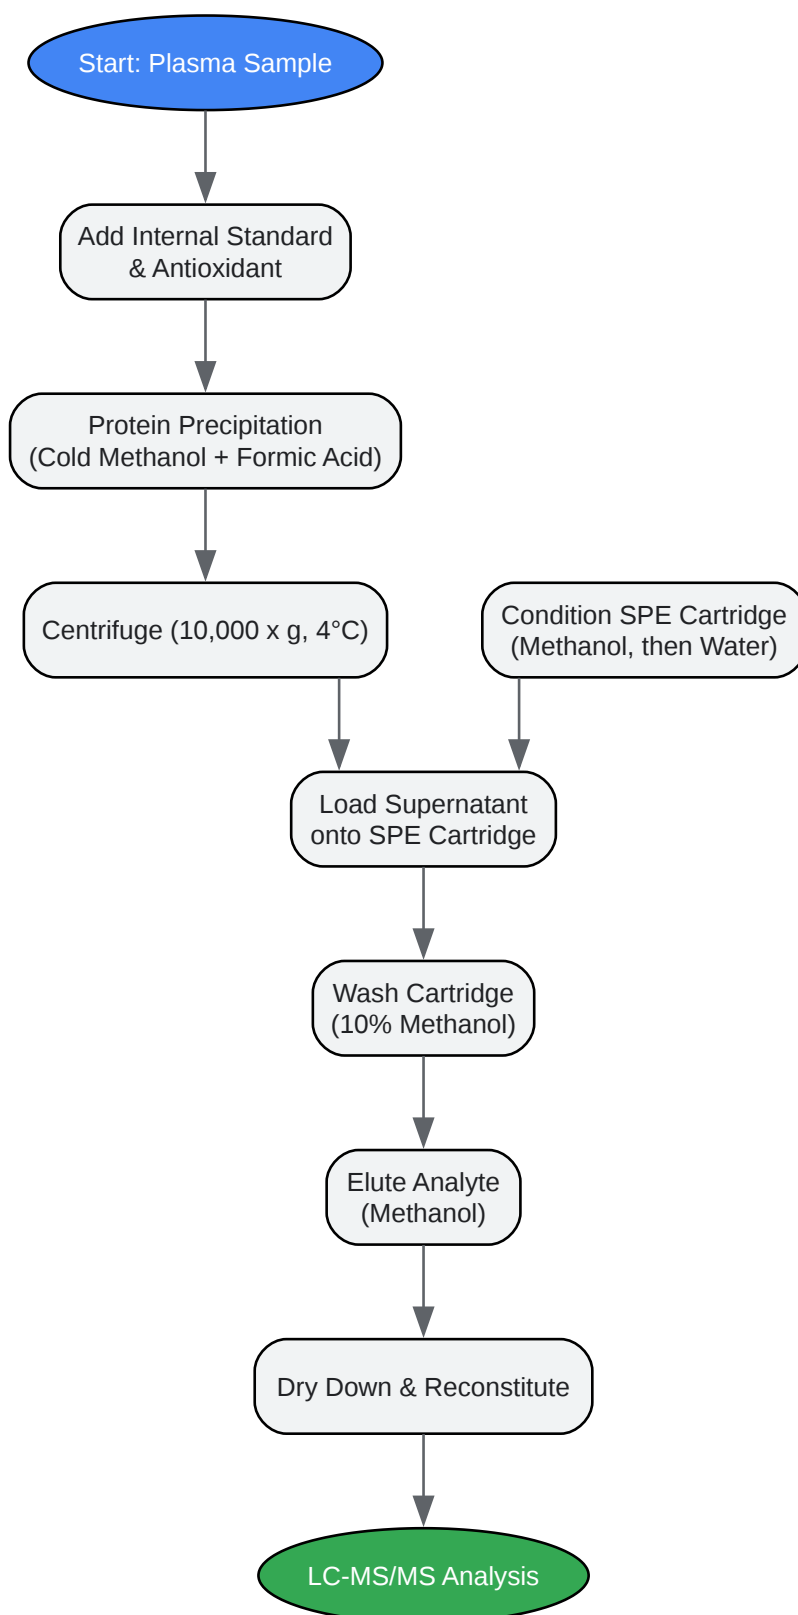 Start: Plasma Sample
Add Internal Standard
& Antioxidant
Protein Precipitation
(Cold Methanol + Formic Acid)
Centrifuge (10,000 x g, 4°C)
Condition SPE Cartridge
(Methanol, then Water)
Load Supernatant
onto SPE Cartridge
Wash Cartridge
(10% Methanol)
Elute Analyte
(Methanol)
Dry Down & Reconstitute
LC-MS/MS Analysis